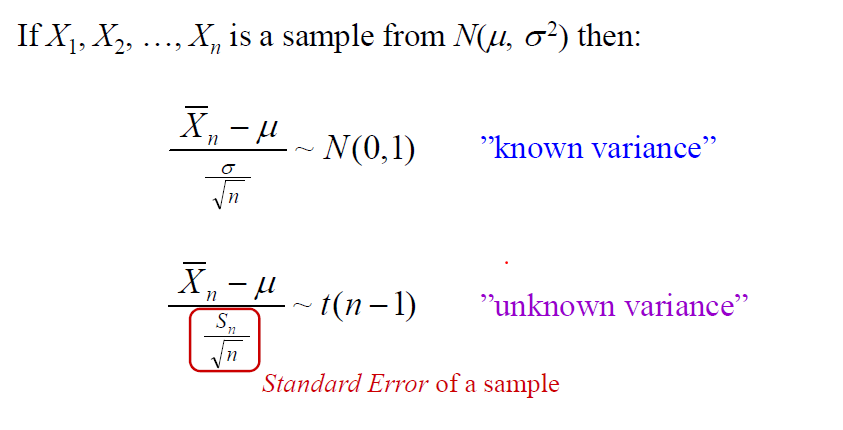 If X₁, X₂, …, Xₙ is a sample from N(μ, σ²) then:
(X̅ₙ − μ) / (σ/√n) ~ N(0,1) ”known variance”
(X̅ₙ − μ) / (Sₙ/√n) ~ t(n − 1) ”unknown variance”
Standard Error of a sample